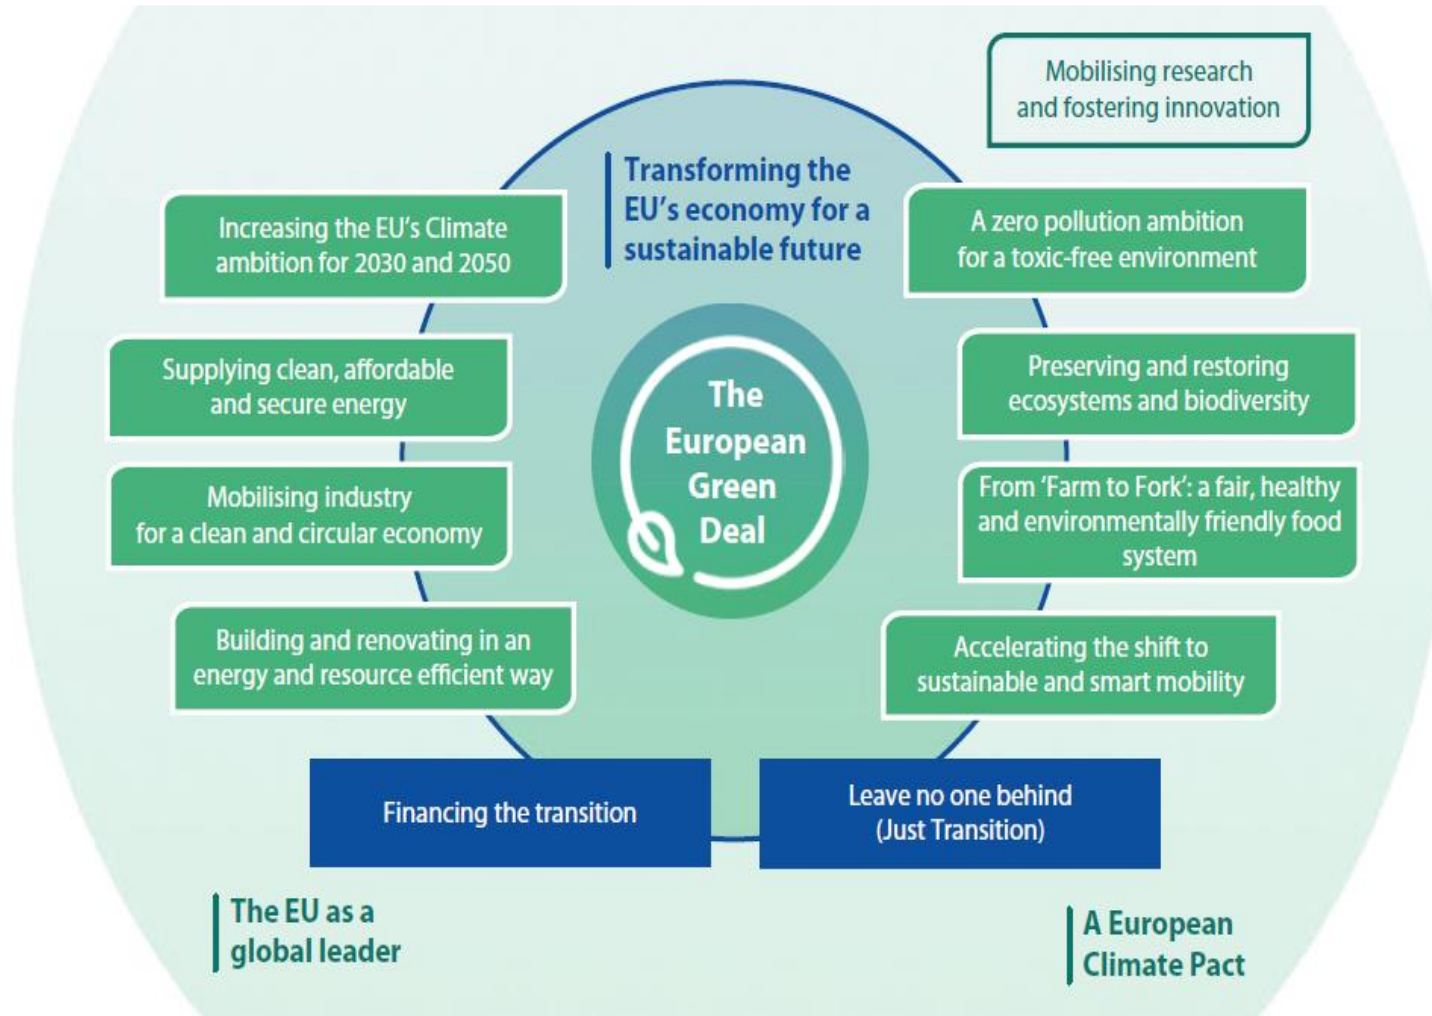 Mobilising research
and fostering innovation
Transforming the
EU’s economy for a
sustainable future
Increasing the EU’s Climate
ambition for 2030 and 2050
A zero pollution ambition
for a toxic-free environment
Supplying clean, affordable
and secure energy
The
European
Green
Deal
Preserving and restoring
ecosystems and biodiversity
Mobilising industry
for a clean and circular economy
From ‘Farm to Fork’: a fair, healthy
and environmentally friendly food
system
Building and renovating in an
energy and resource efficient way
Accelerating the shift to
sustainable and smart mobility
Financing the transition
Leave no one behind
(Just Transition)
The EU as a
global leader
A European
Climate Pact